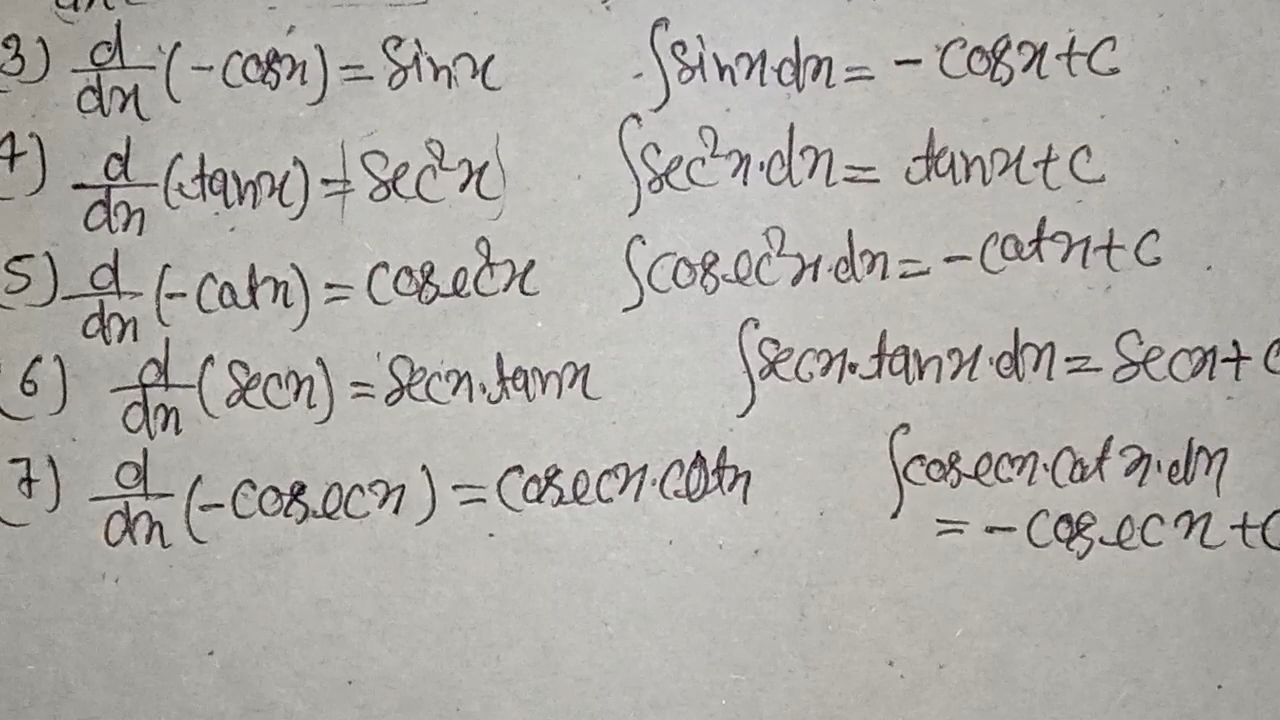 3) d/dx (-cosx) = sinx ∫sinx.dx = -cosx+c
4) d/dx (tanx) = sec²x ∫sec²x.dx = tanx+c
5) d/dx (-cotx) = cosec²x ∫cosec²x.dx = -cotx+c
(6) d/dx (secx) = secx.tanx ∫secx.tanx.dx = secx+c
(7) d/dx (-cosecx) = cosecx.cotx ∫cosecx.cotx.dx
= -cosecx+c